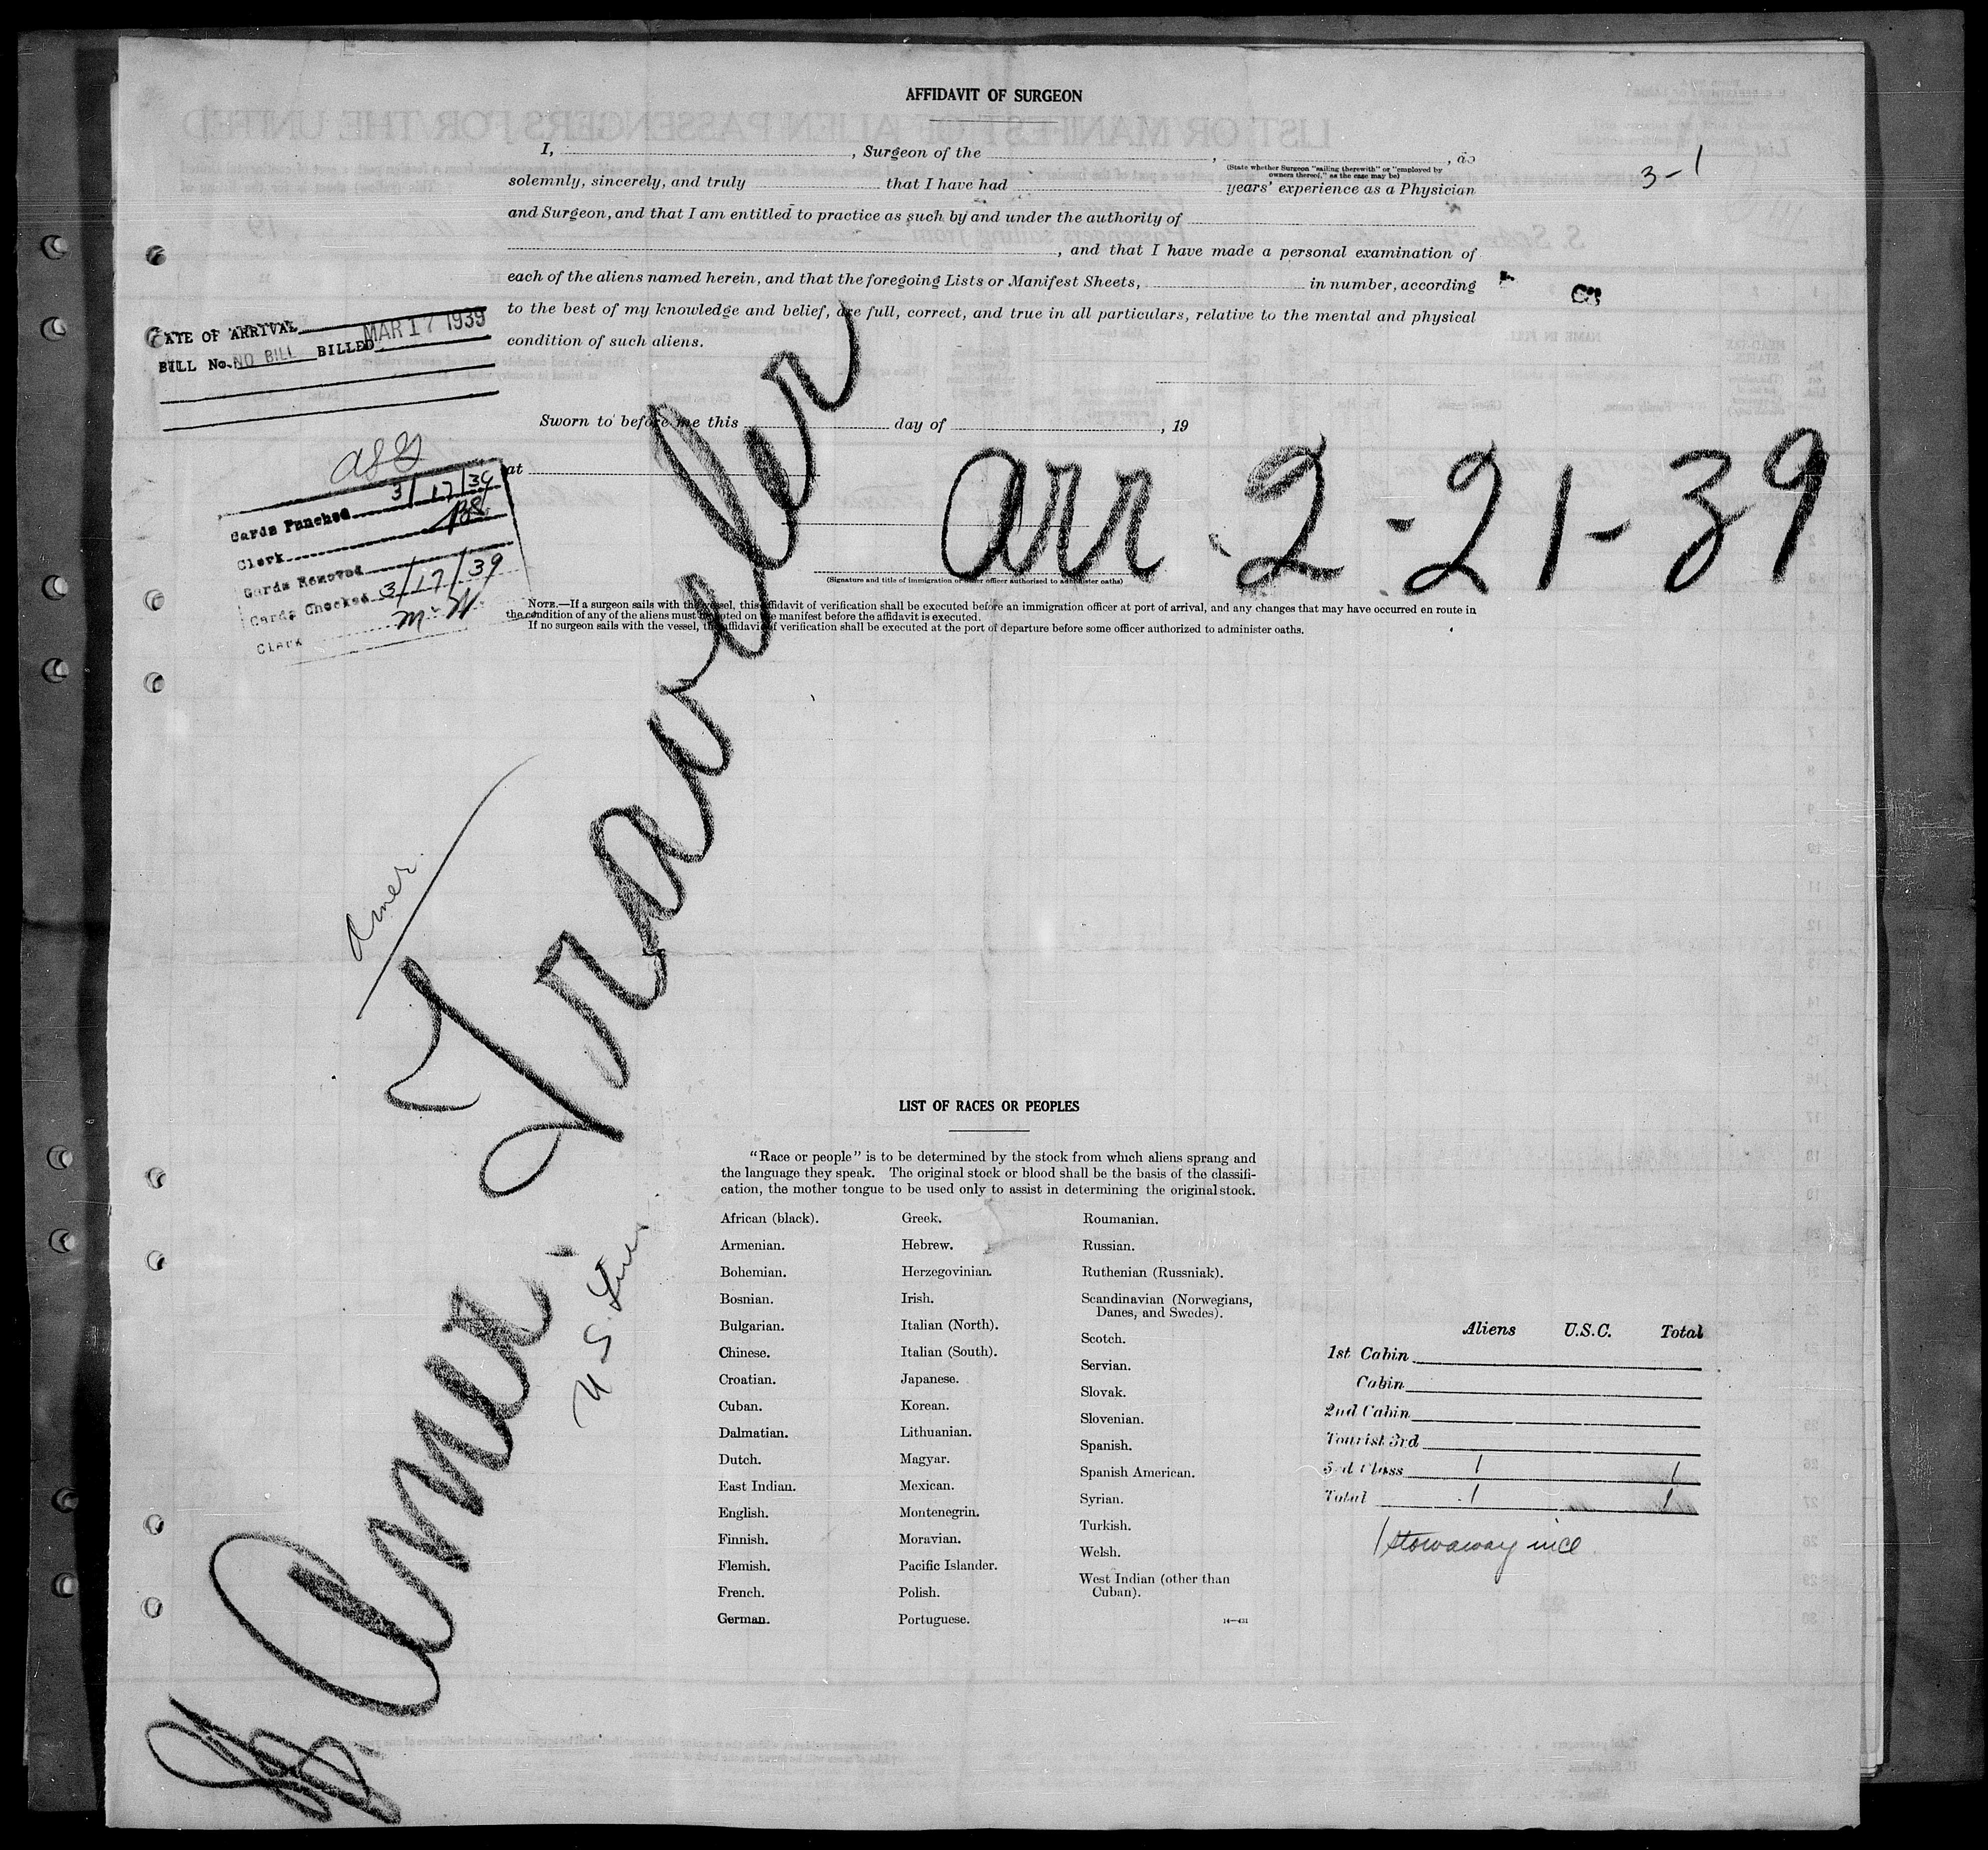 AFFIDAVIT OF SURGEON
3-1
I, , Surgeon of the , , do
(State whether Surgeon "sailing therewith" or "employed by owners thereof," as the case may be)
solemnly, sincerely, and truly that I have had years' experience as a Physician
and Surgeon, and that I am entitled to practice as such by and under the authority of
, and that I have made a personal examination of
each of the aliens named herein, and that the foregoing Lists or Manifest Sheets, in number, according
to the best of my knowledge and belief, are full, correct, and true in all particulars, relative to the mental and physical
condition of such aliens.
DATE OF ARRIVAL
BILL No. NO BILL BILLED MAR 17 1939
Sworn to before me this day of , 19
at
Cards Punched 3/17/39
Clerk
Cards Removed
Cards Checked 3/17/39
Clerk McW
arr. 2-21-39
(Signature and title of immigration or other officer authorized to administer oaths)
NOTE.—If a surgeon sails with the vessel, this affidavit of verification shall be executed before an immigration officer at port of arrival, and any changes that may have occurred en route in
the condition of any of the aliens must be noted on the manifest before the affidavit is executed.
If no surgeon sails with the vessel, the affidavit of verification shall be executed at the port of departure before some officer authorized to administer oaths.
Amer.
SS. Amer. Traveler
U S Lines
LIST OF RACES OR PEOPLES
"Race or people" is to be determined by the stock from which aliens sprang and
the language they speak. The original stock or blood shall be the basis of the classifi-
cation, the mother tongue to be used only to assist in determining the original stock.
African (black).
Armenian.
Bohemian.
Bosnian.
Bulgarian.
Chinese.
Croatian.
Cuban.
Dalmatian.
Dutch.
East Indian.
English.
Finnish.
Flemish.
French.
German.
Greek.
Hebrew.
Herzegovinian.
Irish.
Italian (North).
Italian (South).
Japanese.
Korean.
Lithuanian.
Magyar.
Mexican.
Montenegrin.
Moravian.
Pacific Islander.
Polish.
Portuguese.
Roumanian.
Russian.
Ruthenian (Russniak).
Scandinavian (Norwegians,
Danes, and Swedes).
Scotch.
Servian.
Slovak.
Slovenian.
Spanish.
Spanish American.
Syrian.
Turkish.
Welsh.
West Indian (other than
Cuban).
14—431
Aliens U.S.C. Total
1st Cabin
Cabin
2nd Cabin
Tourist 3rd
3rd Class 1 1
Total 1 1
1 stowaway incl.